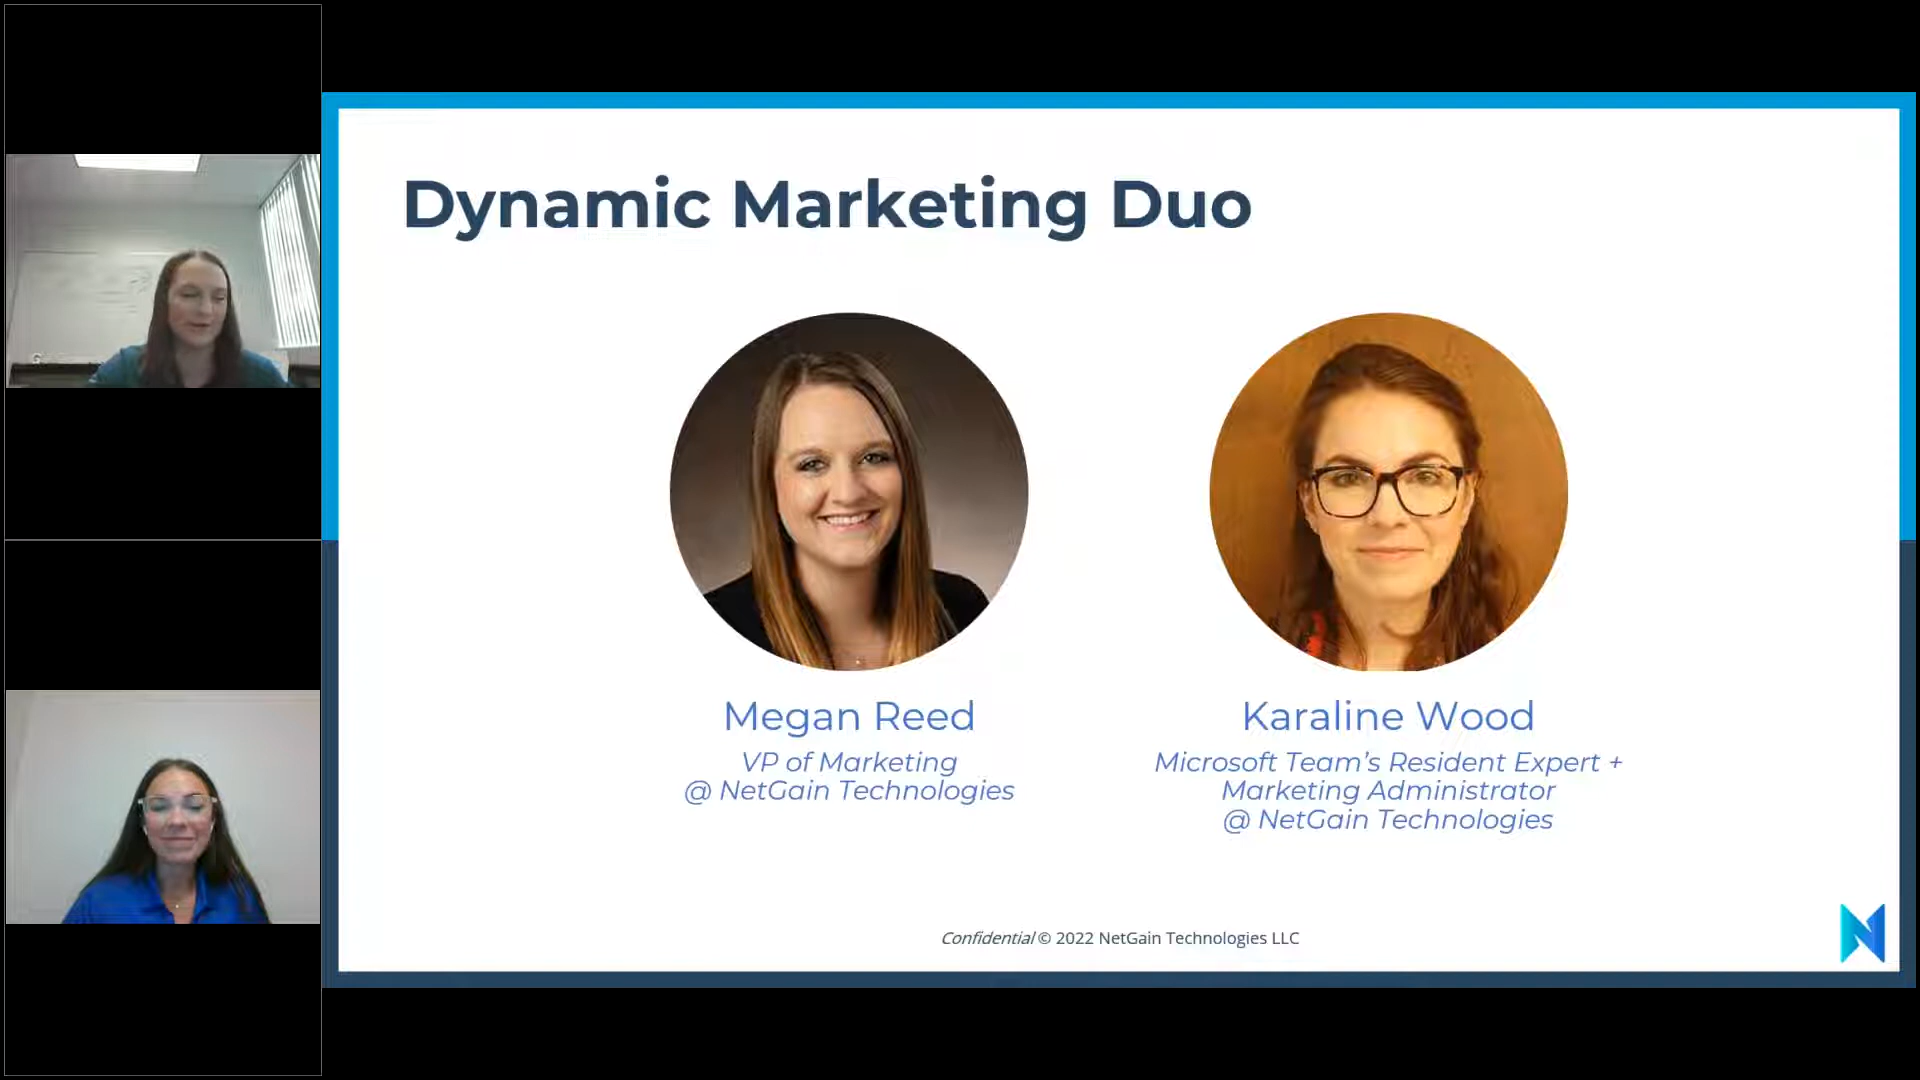 Dynamic Marketing Duo
Megan Reed
VP of Marketing
@ NetGain Technologies
Karaline Wood
Microsoft Team’s Resident Expert +
Marketing Administrator
@ NetGain Technologies
Confidential © 2022 NetGain Technologies LLC